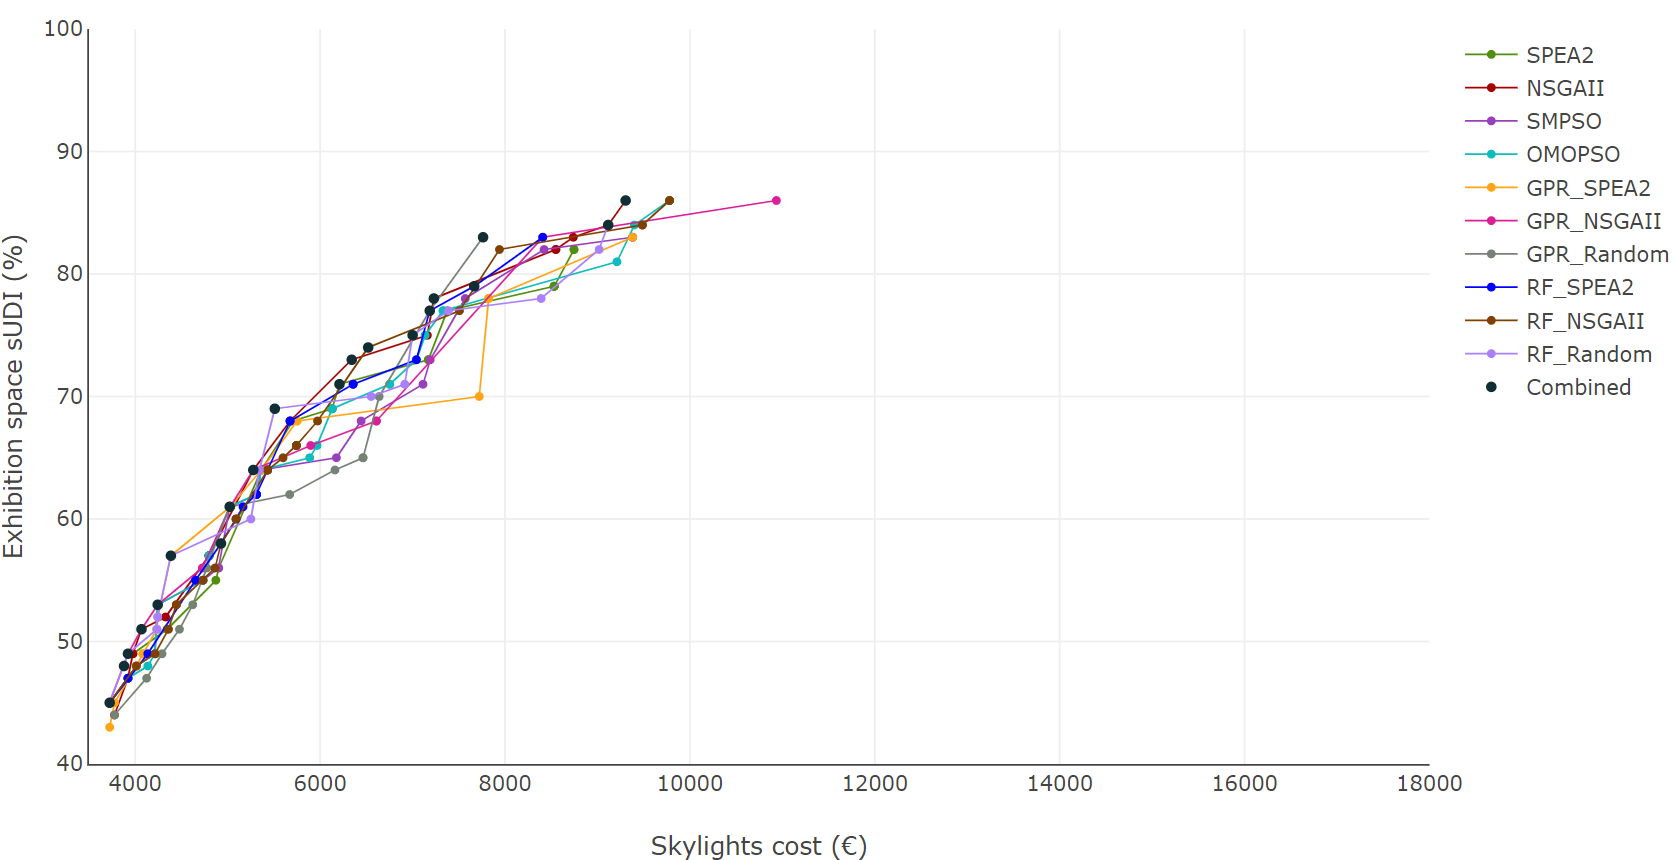 100
90
80
70
60
50
40
Exhibition space sUDI (%)
4000 6000 8000 10000 12000 14000 16000 18000
Skylights cost (€)
SPEA2
NSGAII
SMPSO
OMOPSO
GPR_SPEA2
GPR_NSGAII
GPR_Random
RF_SPEA2
RF_NSGAII
RF_Random
Combined